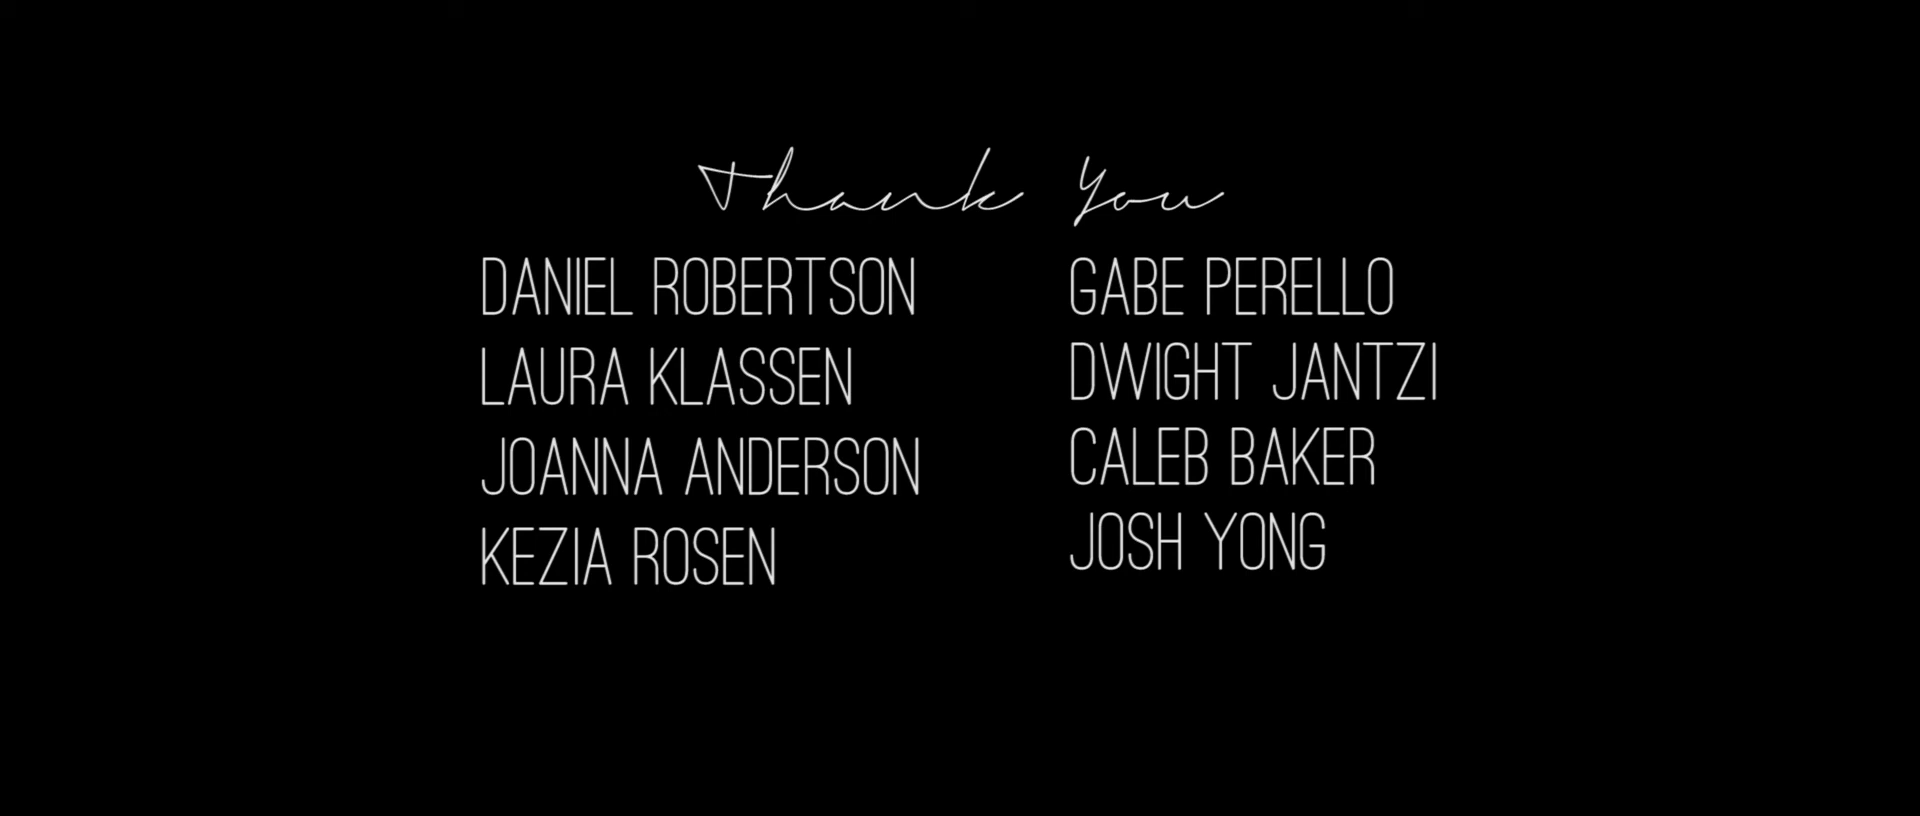 Thank You
DANIEL ROBERTSON
LAURA KLASSEN
JOANNA ANDERSON
KEZIA ROSEN
GABE PERELLO
DWIGHT JANTZI
CALEB BAKER
JOSH YONG